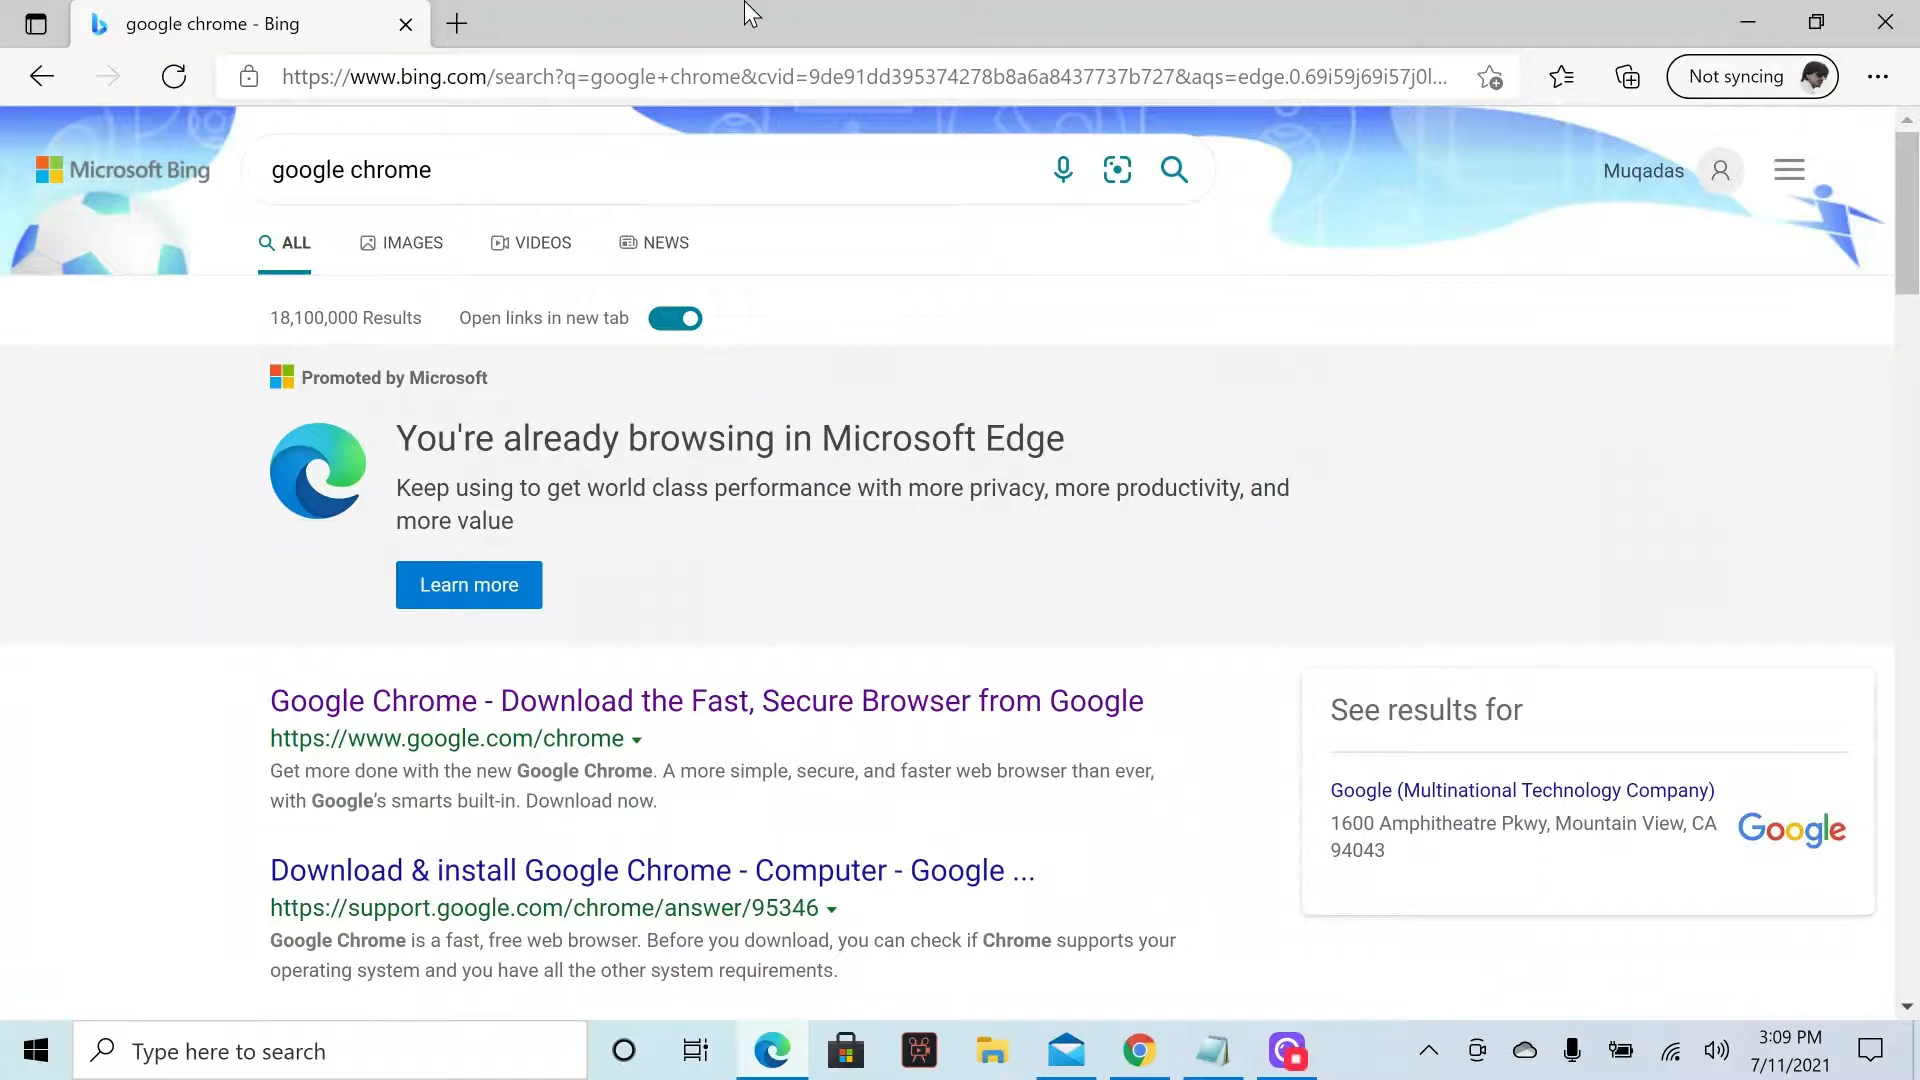 google chrome - Bing
https://www.bing.com/search?q=google+chrome&cvid=9de91dd395374278b8a6a8437737b727&aqs=edge.0.69i59j69i57j0l...
Not syncing
Microsoft Bing
google chrome
Muqadas
ALL
IMAGES
VIDEOS
NEWS
18,100,000 Results
Open links in new tab
Promoted by Microsoft
You're already browsing in Microsoft Edge
Keep using to get world class performance with more privacy, more productivity, and
more value
Learn more
Google Chrome - Download the Fast, Secure Browser from Google
https://www.google.com/chrome
Get more done with the new Google Chrome. A more simple, secure, and faster web browser than ever,
with Google’s smarts built-in. Download now.
Download & install Google Chrome - Computer - Google ...
https://support.google.com/chrome/answer/95346
Google Chrome is a fast, free web browser. Before you download, you can check if Chrome supports your
operating system and you have all the other system requirements.
See results for
Google (Multinational Technology Company)
1600 Amphitheatre Pkwy, Mountain View, CA
94043
Google
Type here to search
3:09 PM
7/11/2021